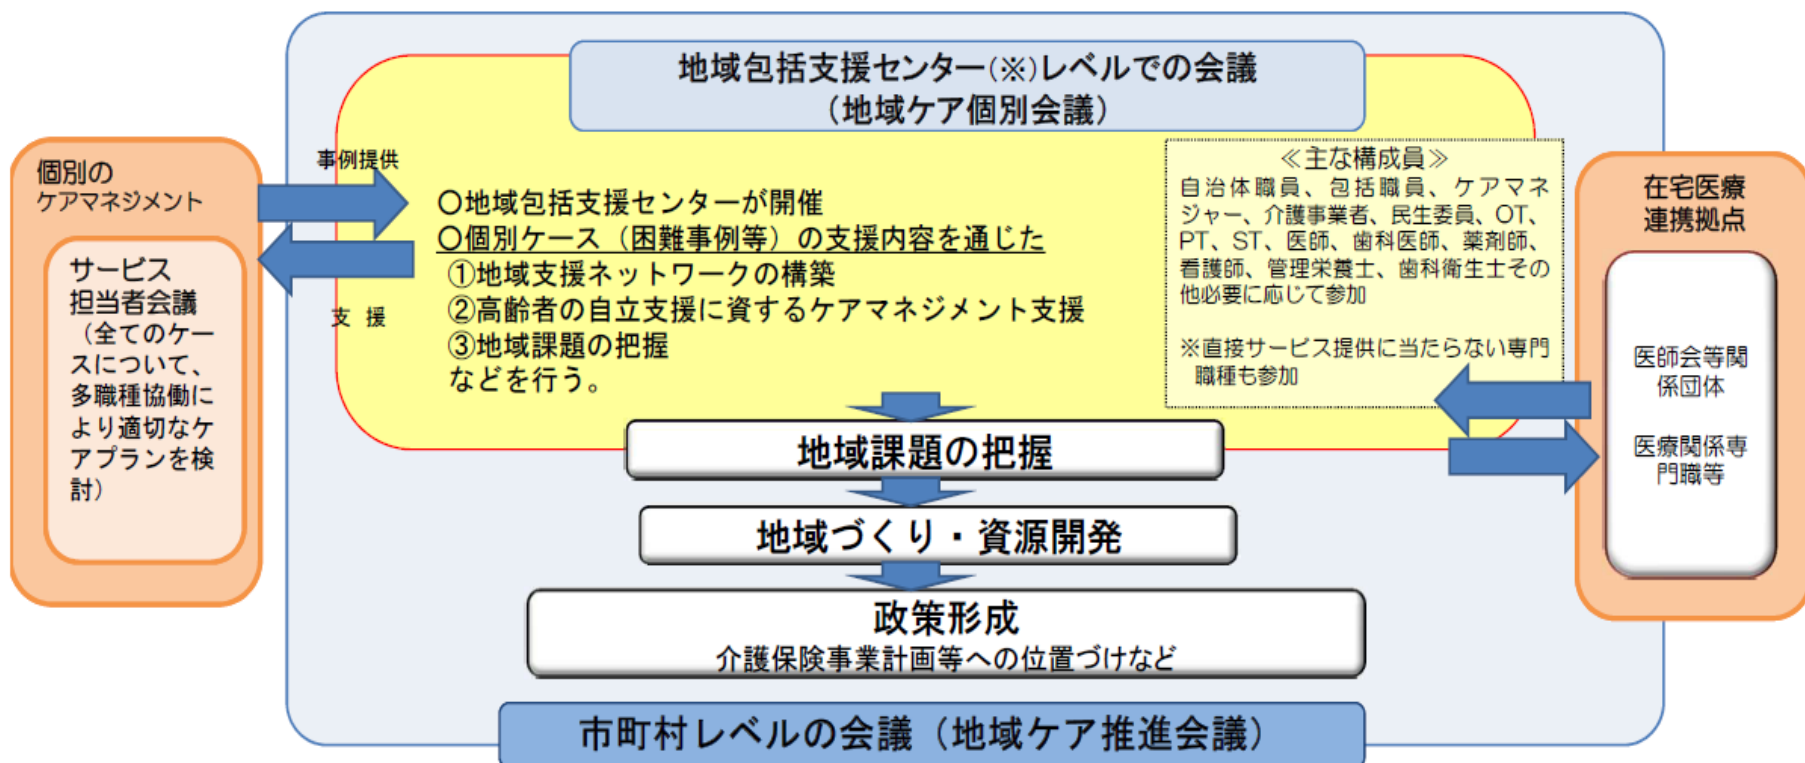 地域包括支援センター(※)レベルでの会議
(地域ケア個別会議)
個別の
ケアマネジメント
サービス
担当者会議
(全てのケー
スについて、
多職種協働に
より適切なケ
アプランを検
討)
事例提供
支 援
〇地域包括支援センターが開催
〇個別ケース(困難事例等)の支援内容を通じた
①地域支援ネットワークの構築
②高齢者の自立支援に資するケアマネジメント支援
③地域課題の把握
などを行う。
≪主な構成員≫
自治体職員、包括職員、ケアマネ
ジャー、介護事業者、民生委員、OT、
PT、ST、医師、歯科医師、薬剤師、
看護師、管理栄養士、歯科衛生士その
他必要に応じて参加
※直接サービス提供に当たらない専門
職種も参加
在宅医療
連携拠点
医師会等関
係団体
医療関係専
門職等
地域課題の把握
地域づくり・資源開発
政策形成
介護保険事業計画等への位置づけなど
市町村レベルの会議(地域ケア推進会議)